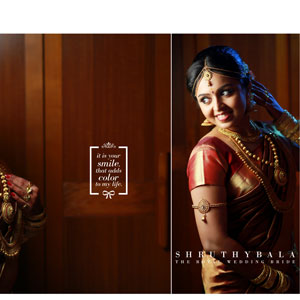 it is your
smile,
that adds
color
to my life.
SHRUTHYBALA
THE ROYAL WEDDING BRIDE